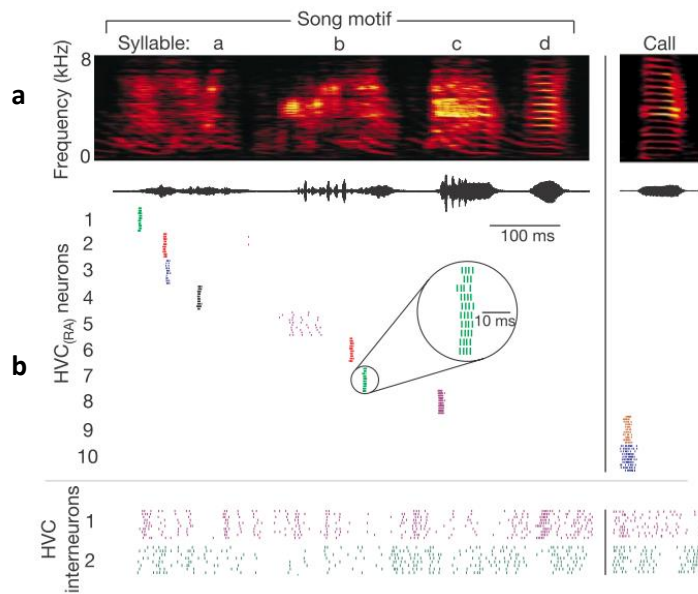 Song motif
Syllable: a b c d Call
a
Frequency (kHz)
8
0
100 ms
b
HVC(RA) neurons
1
2
3
4
5
6
7
8
9
10
10 ms
HVC
interneurons
1
2